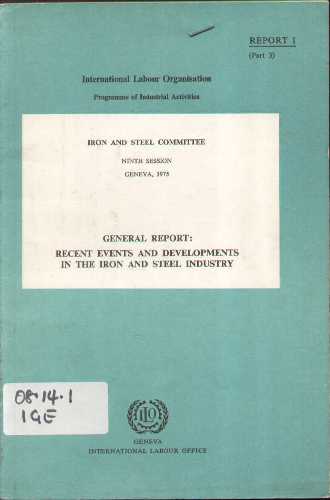 REPORT I
(Part 3)
International Labour Organisation
Programme of Industrial Activities
IRON AND STEEL COMMITTEE
NINTH SESSION
GENEVA, 1975
GENERAL REPORT:
RECENT EVENTS AND DEVELOPMENTS
IN THE IRON AND STEEL INDUSTRY
08·14·1
IGE
ILO
GENEVA
INTERNATIONAL LABOUR OFFICE